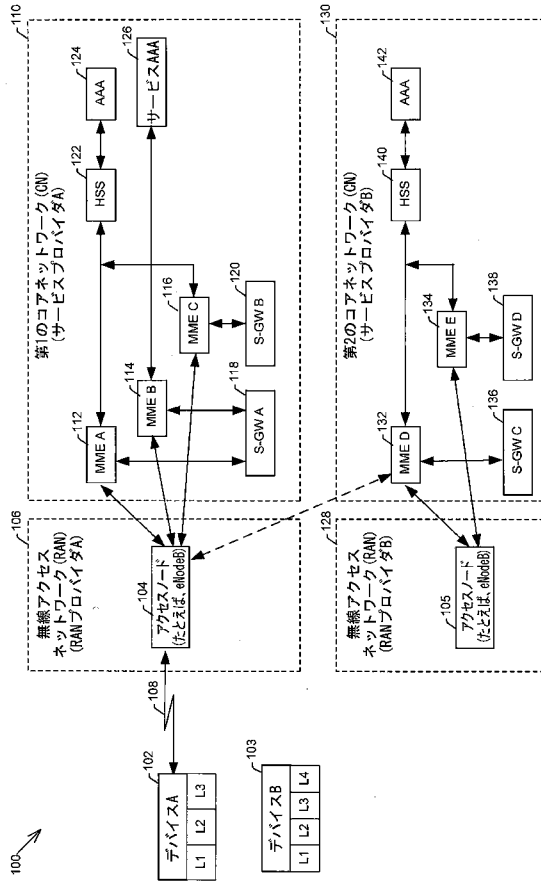 100
102
デバイスA
L1 L2 L3
103
デバイスB
L1 L2 L3 L4
108
106
無線アクセス
ネットワーク(RAN)
(RANプロバイダA)
104
アクセスノード
(たとえば、eNodeB)
110
第1のコアネットワーク(CN)
(サービスプロバイダA)
112
MME A
114
MME B
116
MME C
118
S-GW A
120
S-GW B
122
HSS
124
AAA
126
サービスAAA
128
無線アクセス
ネットワーク(RAN)
(RANプロバイダB)
105
アクセスノード
(たとえば、eNodeB)
130
第2のコアネットワーク(CN)
(サービスプロバイダB)
132
MME D
134
MME E
136
S-GW C
138
S-GW D
140
HSS
142
AAA